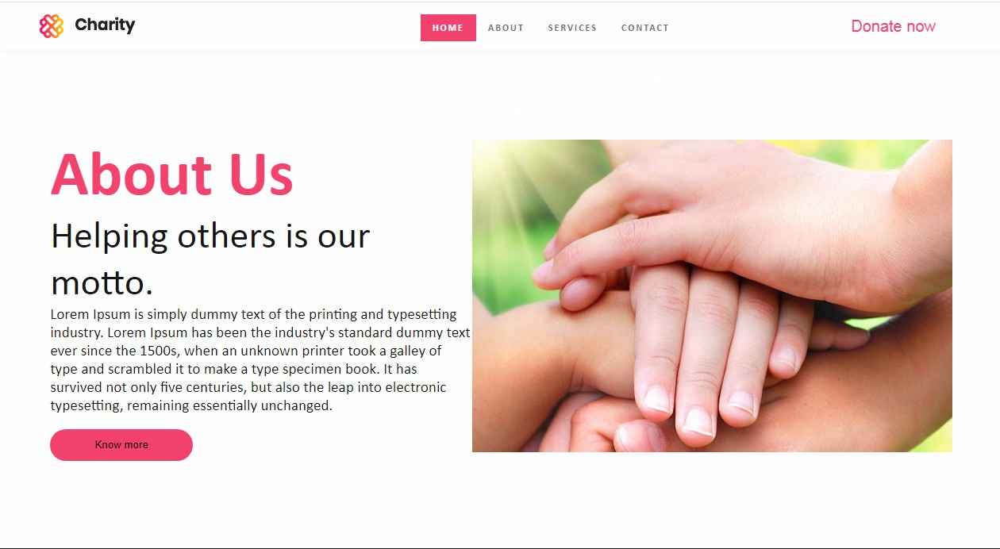 Charity
HOME ABOUT SERVICES CONTACT
Donate now
About Us
Helping others is our
motto.
Lorem Ipsum is simply dummy text of the printing and typesetting
industry. Lorem Ipsum has been the industry's standard dummy text
ever since the 1500s, when an unknown printer took a galley of
type and scrambled it to make a type specimen book. It has
survived not only five centuries, but also the leap into electronic
typesetting, remaining essentially unchanged.
Know more